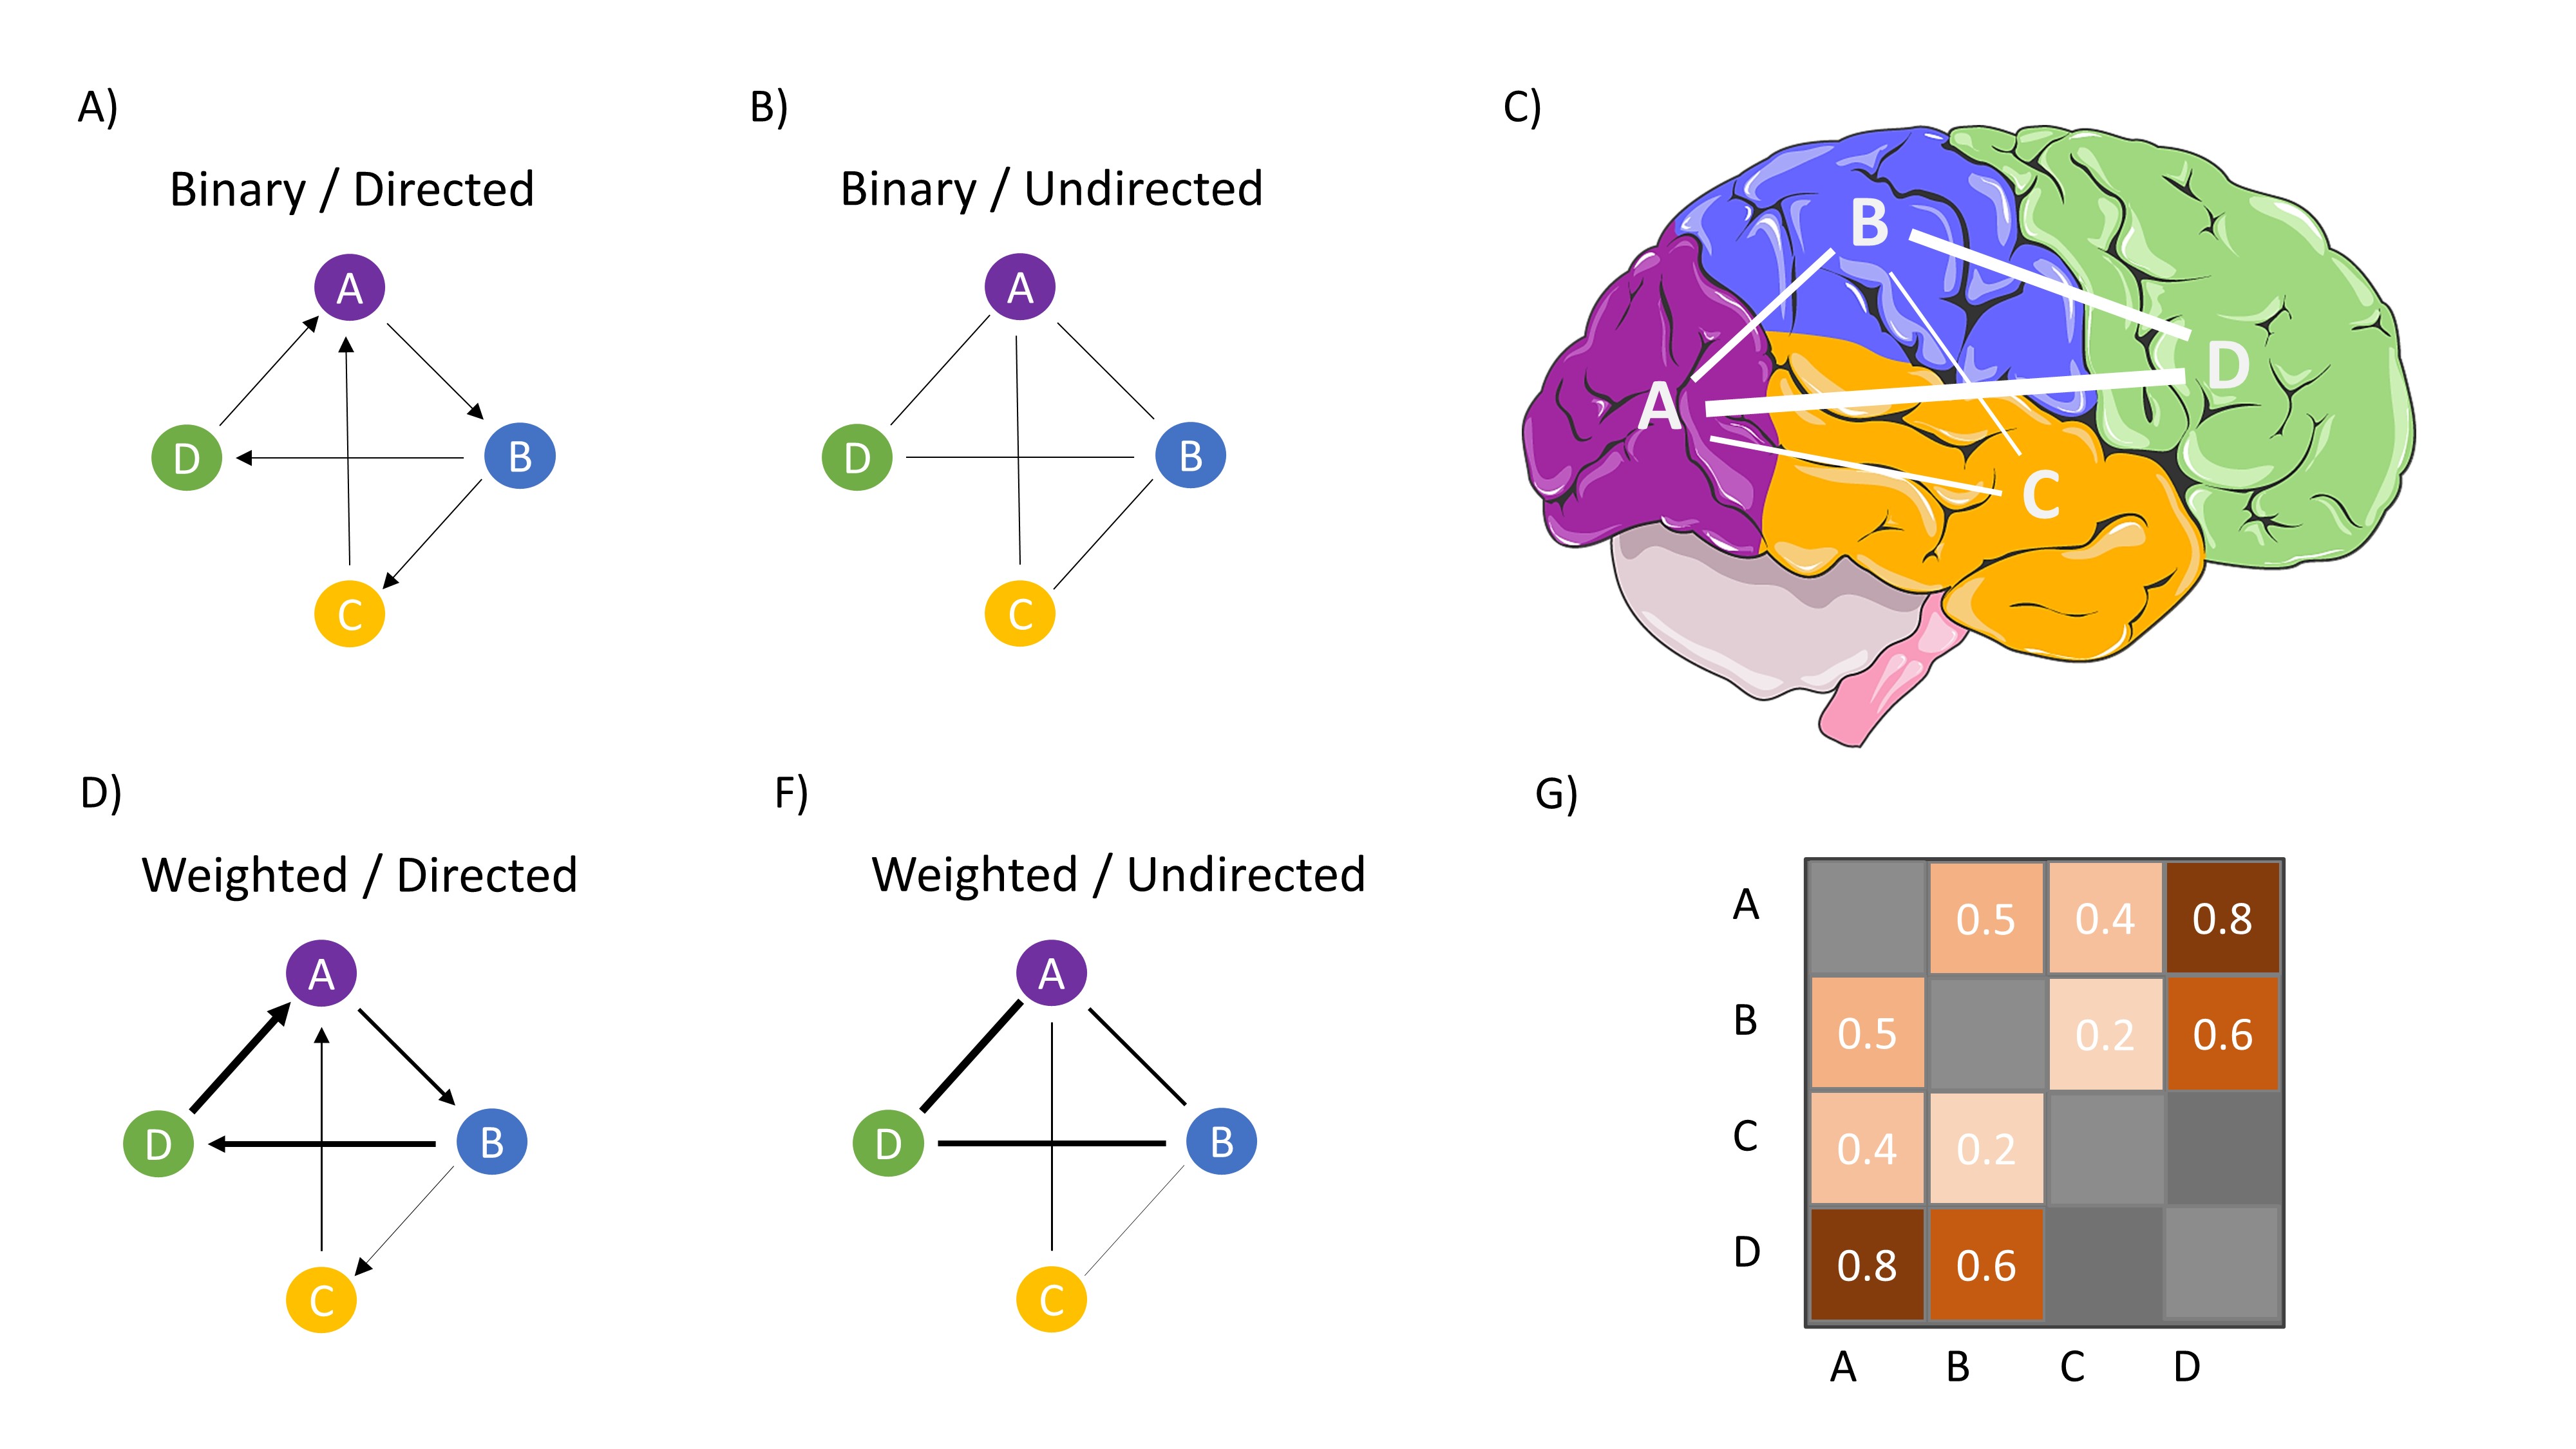 A)
Binary / Directed
A
D
B
C
B)
Binary / Undirected
A
D
B
C
C)
B
D
A
C
D)
Weighted / Directed
A
D
B
C
F)
Weighted / Undirected
A
D
B
C
G)
A 0.5 0.4 0.8
B 0.5 0.2 0.6
C 0.4 0.2
D 0.8 0.6
A B C D